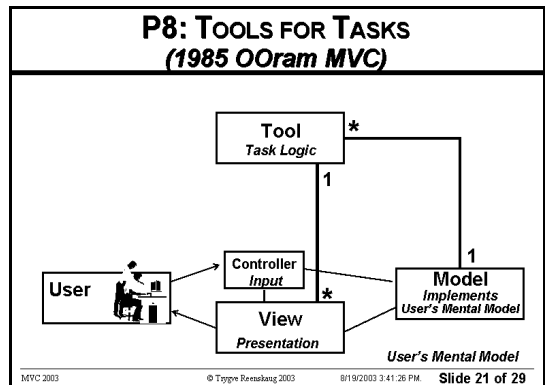 P8: TOOLS FOR TASKS
(1985 OOram MVC)
Tool
Task Logic
*
1
1
Controller
Input
User
Model
Implements
User's Mental Model
*
View
Presentation
User's Mental Model
MVC 2003
© Trygve Reenskaug 2003
8/19/2003 3:41:26 PM.
Slide 21 of 29